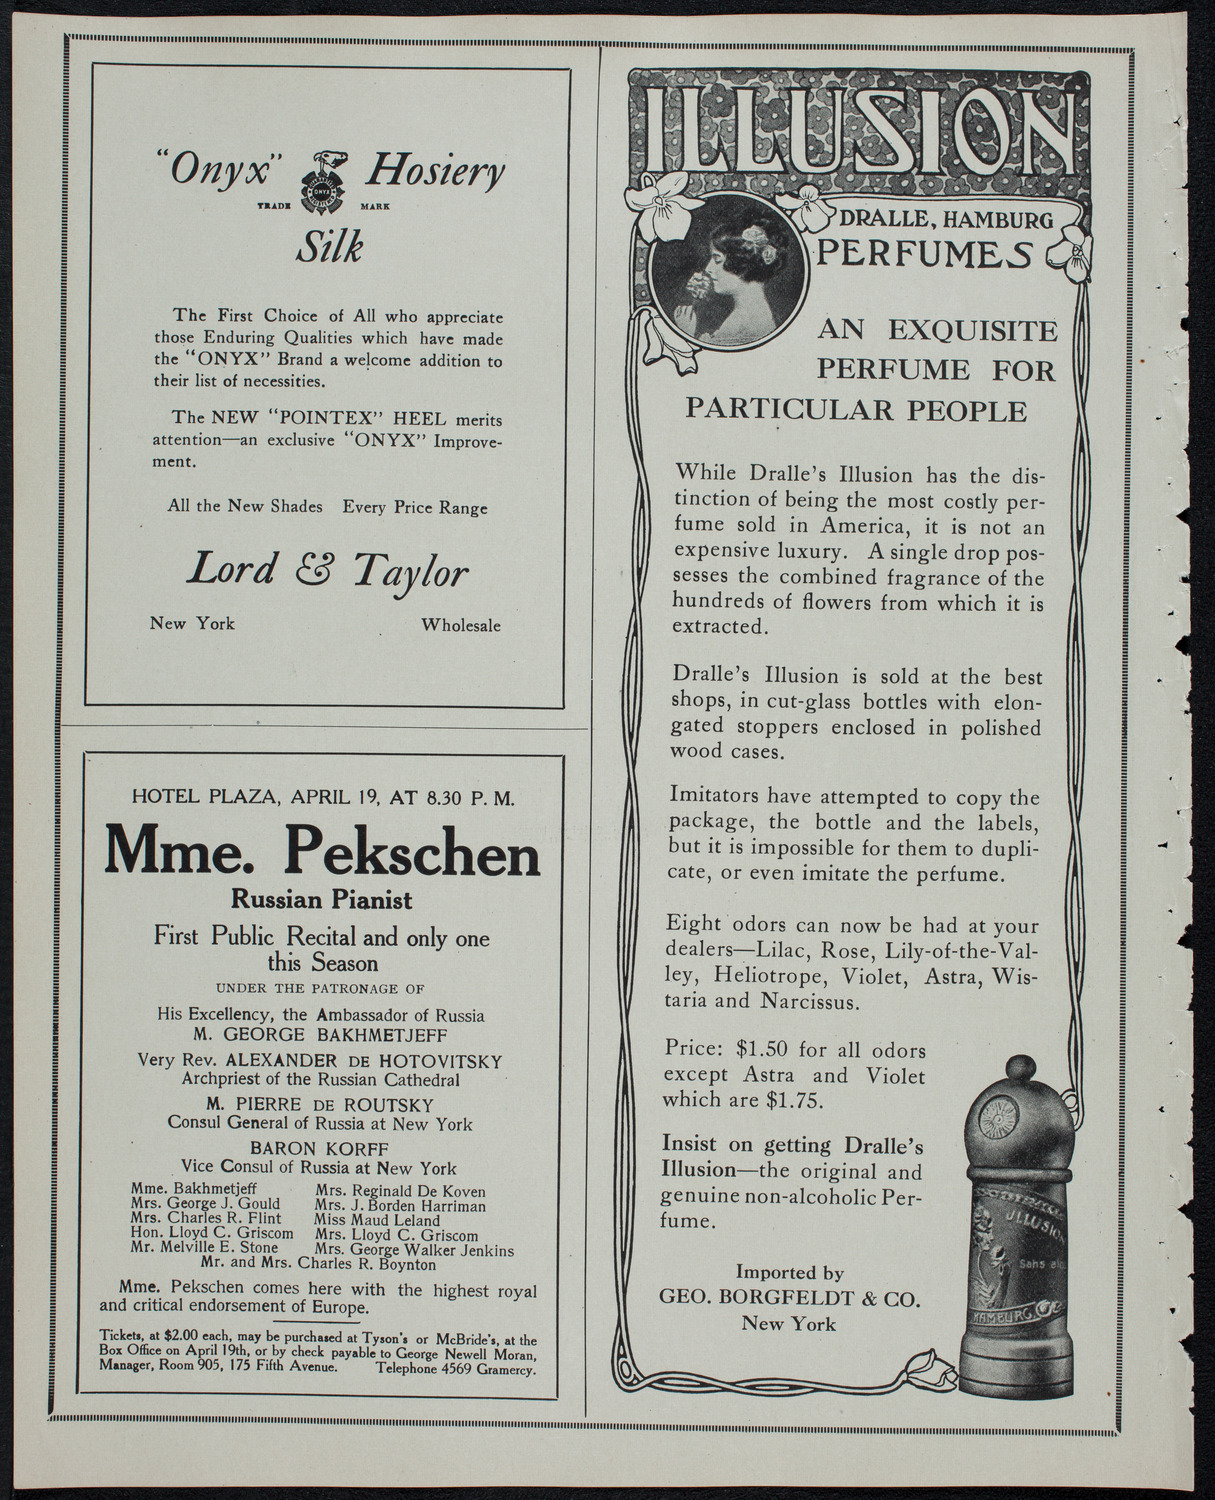 "Onyx" Hosiery
ONYX
TRADE MARK
Silk
The First Choice of All who appreciate
those Enduring Qualities which have made
the "ONYX" Brand a welcome addition to
their list of necessities.
The NEW "POINTEX" HEEL merits
attention—an exclusive "ONYX" Improve-
ment.
All the New Shades Every Price Range
Lord & Taylor
New York Wholesale
HOTEL PLAZA, APRIL 19, AT 8.30 P. M.
Mme. Pekschen
Russian Pianist
First Public Recital and only one
this Season
UNDER THE PATRONAGE OF
His Excellency, the Ambassador of Russia
M. GEORGE BAKHMETJEFF
Very Rev. ALEXANDER DE HOTOVITSKY
Archpriest of the Russian Cathedral
M. PIERRE DE ROUTSKY
Consul General of Russia at New York
BARON KORFF
Vice Consul of Russia at New York
Mme. Bakhmetjeff Mrs. Reginald De Koven
Mrs. George J. Gould Mrs. J. Borden Harriman
Mrs. Charles R. Flint Miss Maud Leland
Hon. Lloyd C. Griscom Mrs. Lloyd C. Griscom
Mr. Melville E. Stone Mrs. George Walker Jenkins
Mr. and Mrs. Charles R. Boynton
Mme. Pekschen comes here with the highest royal
and critical endorsement of Europe.
Tickets, at $2.00 each, may be purchased at Tyson's or McBride's, at the
Box Office on April 19th, or by check payable to George Newell Moran,
Manager, Room 905, 175 Fifth Avenue. Telephone 4569 Gramercy.
ILLUSION
DRALLE, HAMBURG
PERFUMES
AN EXQUISITE
PERFUME FOR
PARTICULAR PEOPLE
While Dralle's Illusion has the dis-
tinction of being the most costly per-
fume sold in America, it is not an
expensive luxury. A single drop pos-
sesses the combined fragrance of the
hundreds of flowers from which it is
extracted.
Dralle's Illusion is sold at the best
shops, in cut-glass bottles with elon-
gated stoppers enclosed in polished
wood cases.
Imitators have attempted to copy the
package, the bottle and the labels,
but it is impossible for them to dupli-
cate, or even imitate the perfume.
Eight odors can now be had at your
dealers—Lilac, Rose, Lily-of-the-Val-
ley, Heliotrope, Violet, Astra, Wis-
taria and Narcissus.
Price: $1.50 for all odors
except Astra and Violet
which are $1.75.
Insist on getting Dralle's
Illusion—the original and
genuine non-alcoholic Per-
fume.
Imported by
GEO. BORGFELDT & CO.
New York
ILLUSION
Sans
HAMBURG